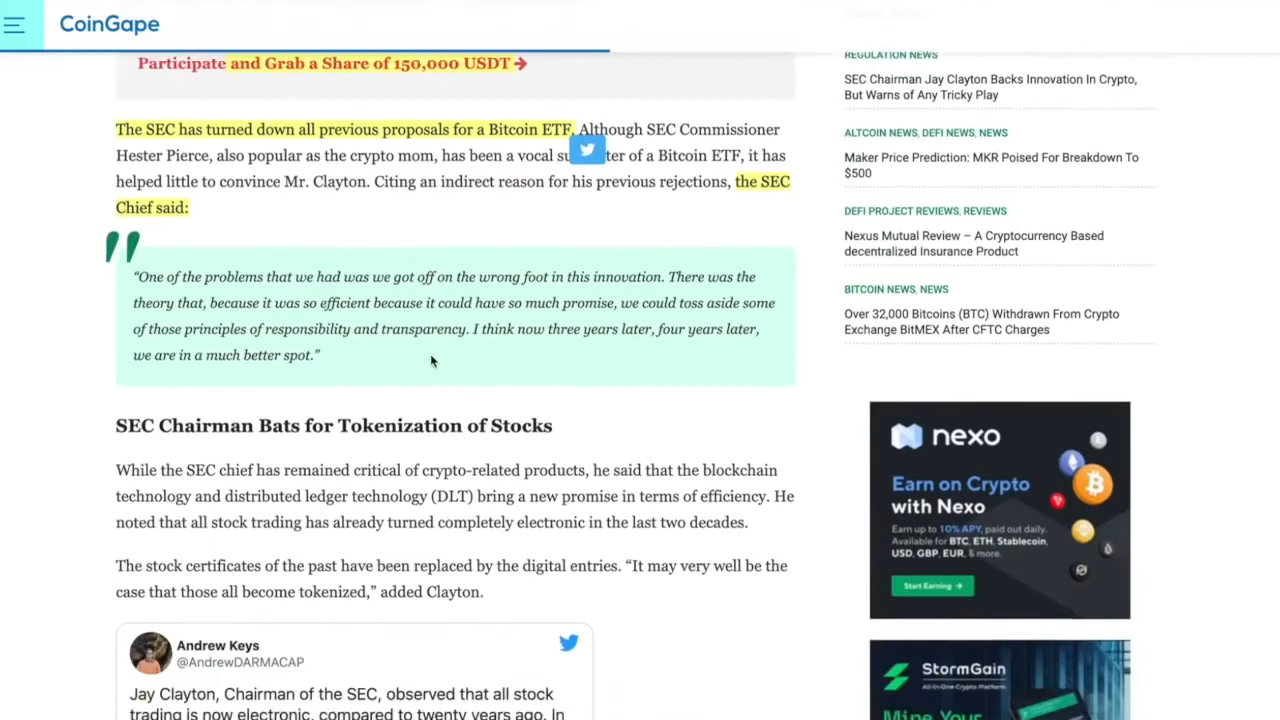 CoinGape
Participate and Grab a Share of 150,000 USDT →
The SEC has turned down all previous proposals for a Bitcoin ETF. Although SEC Commissioner
Hester Pierce, also popular as the crypto mom, has been a vocal su ter of a Bitcoin ETF, it has
helped little to convince Mr. Clayton. Citing an indirect reason for his previous rejections, the SEC
Chief said:
“One of the problems that we had was we got off on the wrong foot in this innovation. There was the
theory that, because it was so efficient because it could have so much promise, we could toss aside some
of those principles of responsibility and transparency. I think now three years later, four years later,
we are in a much better spot.”
SEC Chairman Bats for Tokenization of Stocks
While the SEC chief has remained critical of crypto-related products, he said that the blockchain
technology and distributed ledger technology (DLT) bring a new promise in terms of efficiency. He
noted that all stock trading has already turned completely electronic in the last two decades.
The stock certificates of the past have been replaced by the digital entries. “It may very well be the
case that those all become tokenized,” added Clayton.
Andrew Keys
@AndrewDARMACAP
Jay Clayton, Chairman of the SEC, observed that all stock
trading is now electronic, compared to twenty years ago. In
REGULATION NEWS
SEC Chairman Jay Clayton Backs Innovation In Crypto,
But Warns of Any Tricky Play
ALTCOIN NEWS, DEFI NEWS, NEWS
Maker Price Prediction: MKR Poised For Breakdown To
$500
DEFI PROJECT REVIEWS, REVIEWS
Nexus Mutual Review – A Cryptocurrency Based
decentralized Insurance Product
BITCOIN NEWS, NEWS
Over 32,000 Bitcoins (BTC) Withdrawn From Crypto
Exchange BitMEX After CFTC Charges
nexo
Earn on Crypto
with Nexo
Earn up to 10% APY, paid out daily.
Available for BTC, ETH, Stablecoin,
USD, GBP, EUR, & more.
Start Earning →
StormGain
All-In-One Crypto Platform
Mine Your